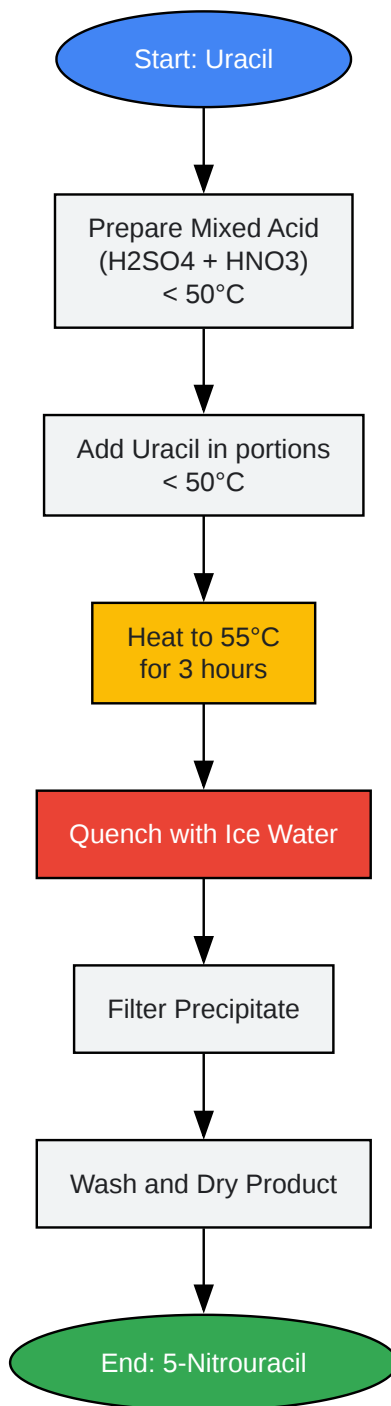 Start: Uracil
Prepare Mixed Acid
(H2SO4 + HNO3)
< 50°C
Add Uracil in portions
< 50°C
Heat to 55°C
for 3 hours
Quench with Ice Water
Filter Precipitate
Wash and Dry Product
End: 5-Nitrouracil